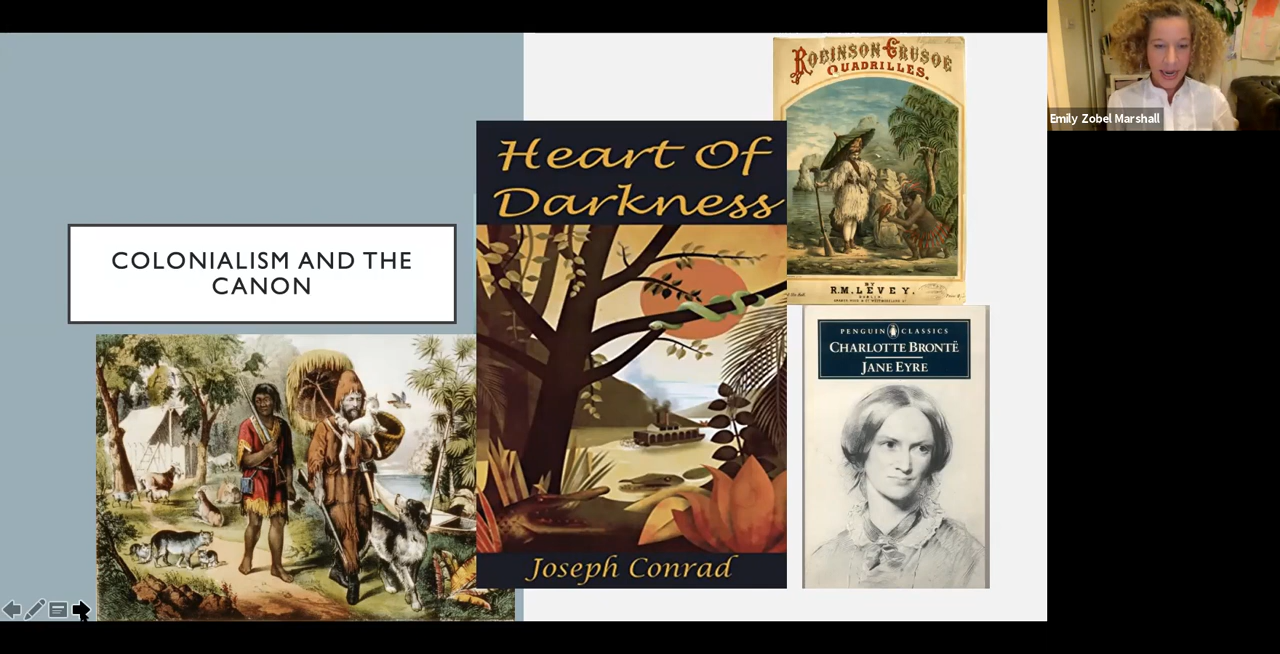 COLONIALISM AND THE
CANON
Heart Of
Darkness
Joseph Conrad
ROBINSON CRUSOE
QUADRILLES.
BY
R.M. LEVEY.
PENGUIN CLASSICS
CHARLOTTE BRONTË
JANE EYRE
Emily Zobel Marshall